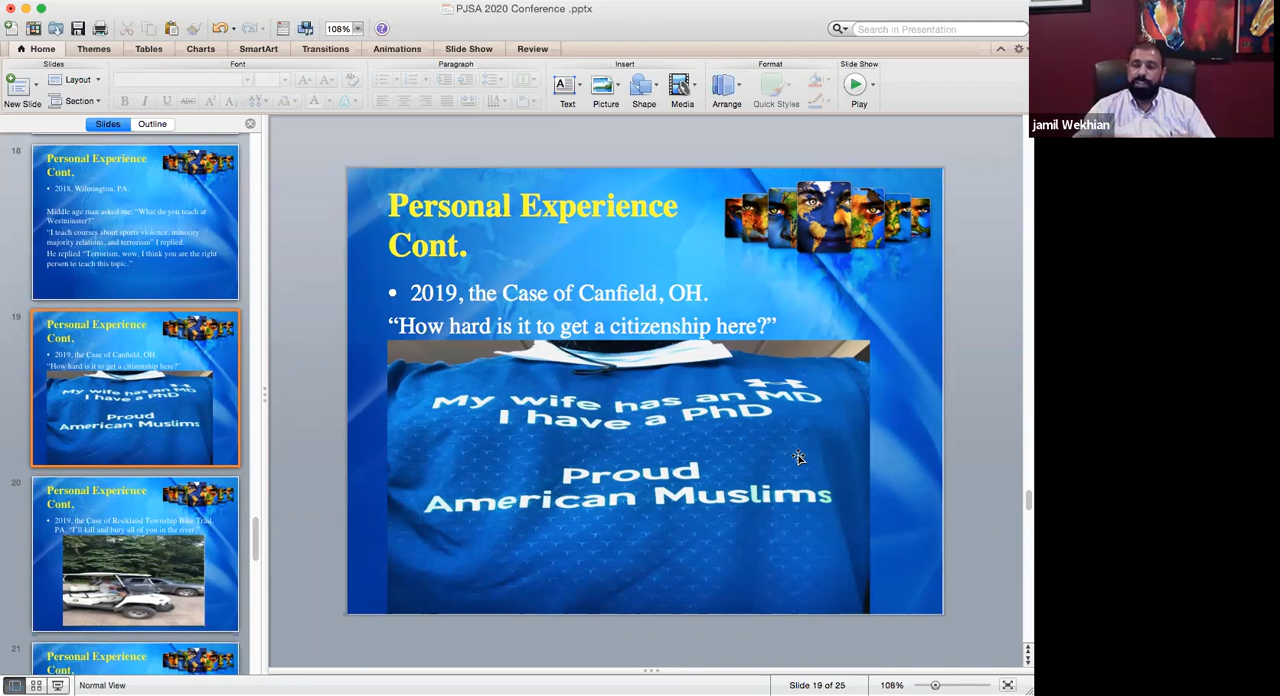 PJSA 2020 Conference .pptx
108%
Search in Presentation
Home
Themes
Tables
Charts
SmartArt
Transitions
Animations
Slide Show
Review
Slides
Font
Paragraph
Insert
Format
Slide Show
New Slide
Layout
Section
B I U ABC
Text
Picture
Shape
Media
Arrange
Quick Styles
Play
Slides
Outline
18
Personal Experience
Cont.
• 2018, Wilmington, PA.
Middle age man asked me: “What do you teach at
Westminster?”
“I teach courses about sports violence, minority
majority relations, and terrorism” I replied.
He replied “Terrorism, wow, I think you are the right
person to teach this topic.”
19
Personal Experience
Cont.
• 2019, the Case of Canfield, OH.
“How hard is it to get a citizenship here?”
My wife has an MD
I have a PhD
Proud
American Muslims
20
Personal Experience
Cont.
• 2019, the Case of Rockland Township Bike Trail,
PA. “I’ll kill and bury all of you in the river.”
21
Personal Experience
Cont.
Personal Experience
Cont.
• 2019, the Case of Canfield, OH.
“How hard is it to get a citizenship here?”
My wife has an MD
I have a PhD
Proud
American Muslims
jamil Wekhian
Normal View
Slide 19 of 25
108%